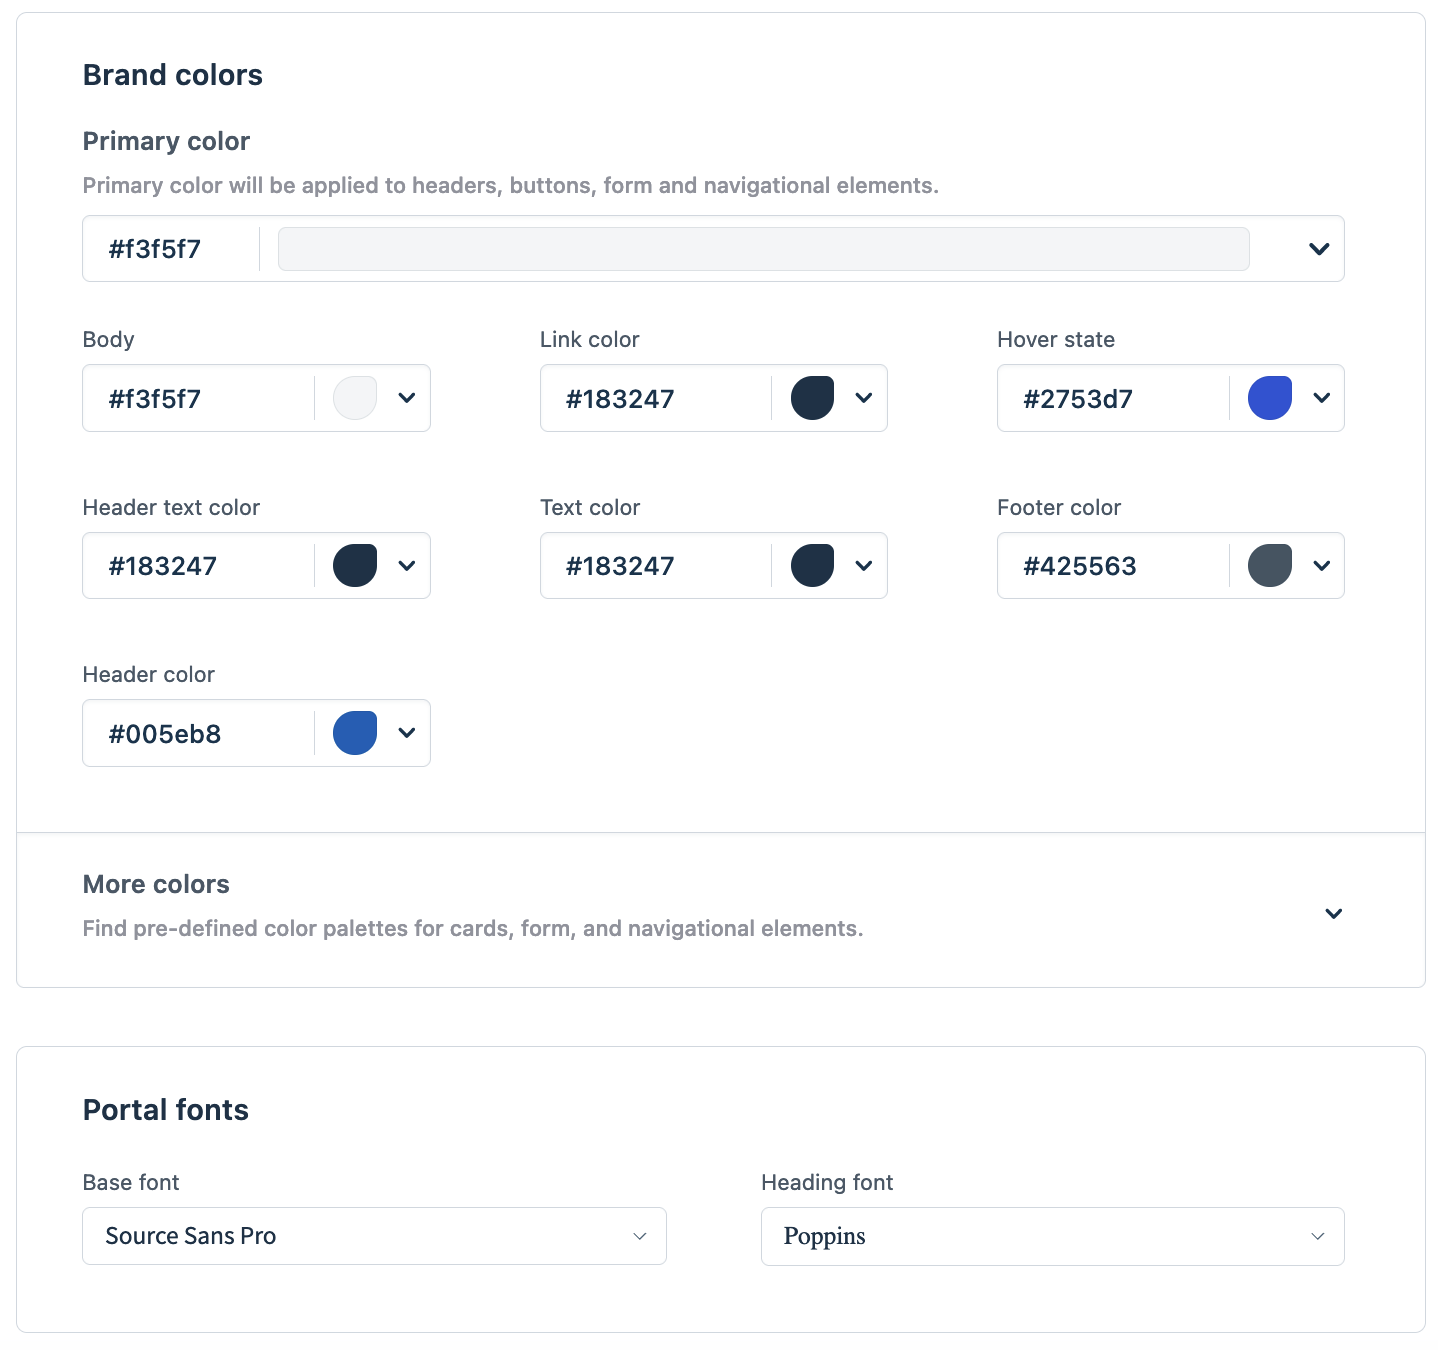 Brand colors
Primary color
Primary color will be applied to headers, buttons, form and navigational elements.
#f3f5f7
Body
Link color
Hover state
#f3f5f7
#183247
#2753d7
Header text color
Text color
Footer color
#183247
#183247
#425563
Header color
#005eb8
More colors
Find pre-defined color palettes for cards, form, and navigational elements.
Portal fonts
Base font
Heading font
Source Sans Pro
Poppins